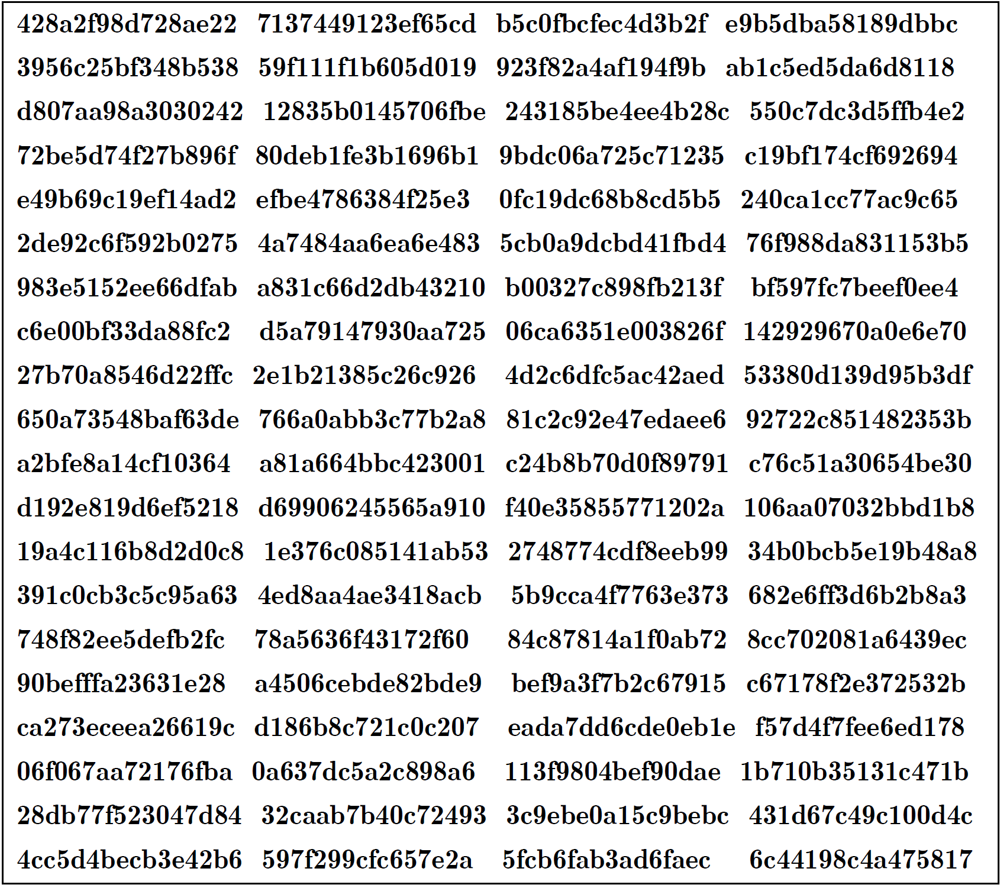 428a2f98d728ae22 7137449123ef65cd b5c0fbcfec4d3b2f e9b5dba58189dbbc
3956c25bf348b538 59f111f1b605d019 923f82a4af194f9b ab1c5ed5da6d8118
d807aa98a3030242 12835b0145706fbe 243185be4ee4b28c 550c7dc3d5ffb4e2
72be5d74f27b896f 80deb1fe3b1696b1 9bdc06a725c71235 c19bf174cf692694
e49b69c19ef14ad2 efbe4786384f25e3 0fc19dc68b8cd5b5 240ca1cc77ac9c65
2de92c6f592b0275 4a7484aa6ea6e483 5cb0a9dcbd41fbd4 76f988da831153b5
983e5152ee66dfab a831c66d2db43210 b00327c898fb213f bf597fc7beef0ee4
c6e00bf33da88fc2 d5a79147930aa725 06ca6351e003826f 142929670a0e6e70
27b70a8546d22ffc 2e1b21385c26c926 4d2c6dfc5ac42aed 53380d139d95b3df
650a73548baf63de 766a0abb3c77b2a8 81c2c92e47edaee6 92722c851482353b
a2bfe8a14cf10364 a81a664bbc423001 c24b8b70d0f89791 c76c51a30654be30
d192e819d6ef5218 d69906245565a910 f40e35855771202a 106aa07032bbd1b8
19a4c116b8d2d0c8 1e376c085141ab53 2748774cdf8eeb99 34b0bcb5e19b48a8
391c0cb3c5c95a63 4ed8aa4ae3418acb 5b9cca4f7763e373 682e6ff3d6b2b8a3
748f82ee5defb2fc 78a5636f43172f60 84c87814a1f0ab72 8cc702081a6439ec
90befffa23631e28 a4506cebde82bde9 bef9a3f7b2c67915 c67178f2e372532b
ca273eceea26619c d186b8c721c0c207 eada7dd6cde0eb1e f57d4f7fee6ed178
06f067aa72176fba 0a637dc5a2c898a6 113f9804bef90dae 1b710b35131c471b
28db77f523047d84 32caab7b40c72493 3c9ebe0a15c9bebc 431d67c49c100d4c
4cc5d4becb3e42b6 597f299cfc657e2a 5fcb6fab3ad6faec 6c44198c4a475817